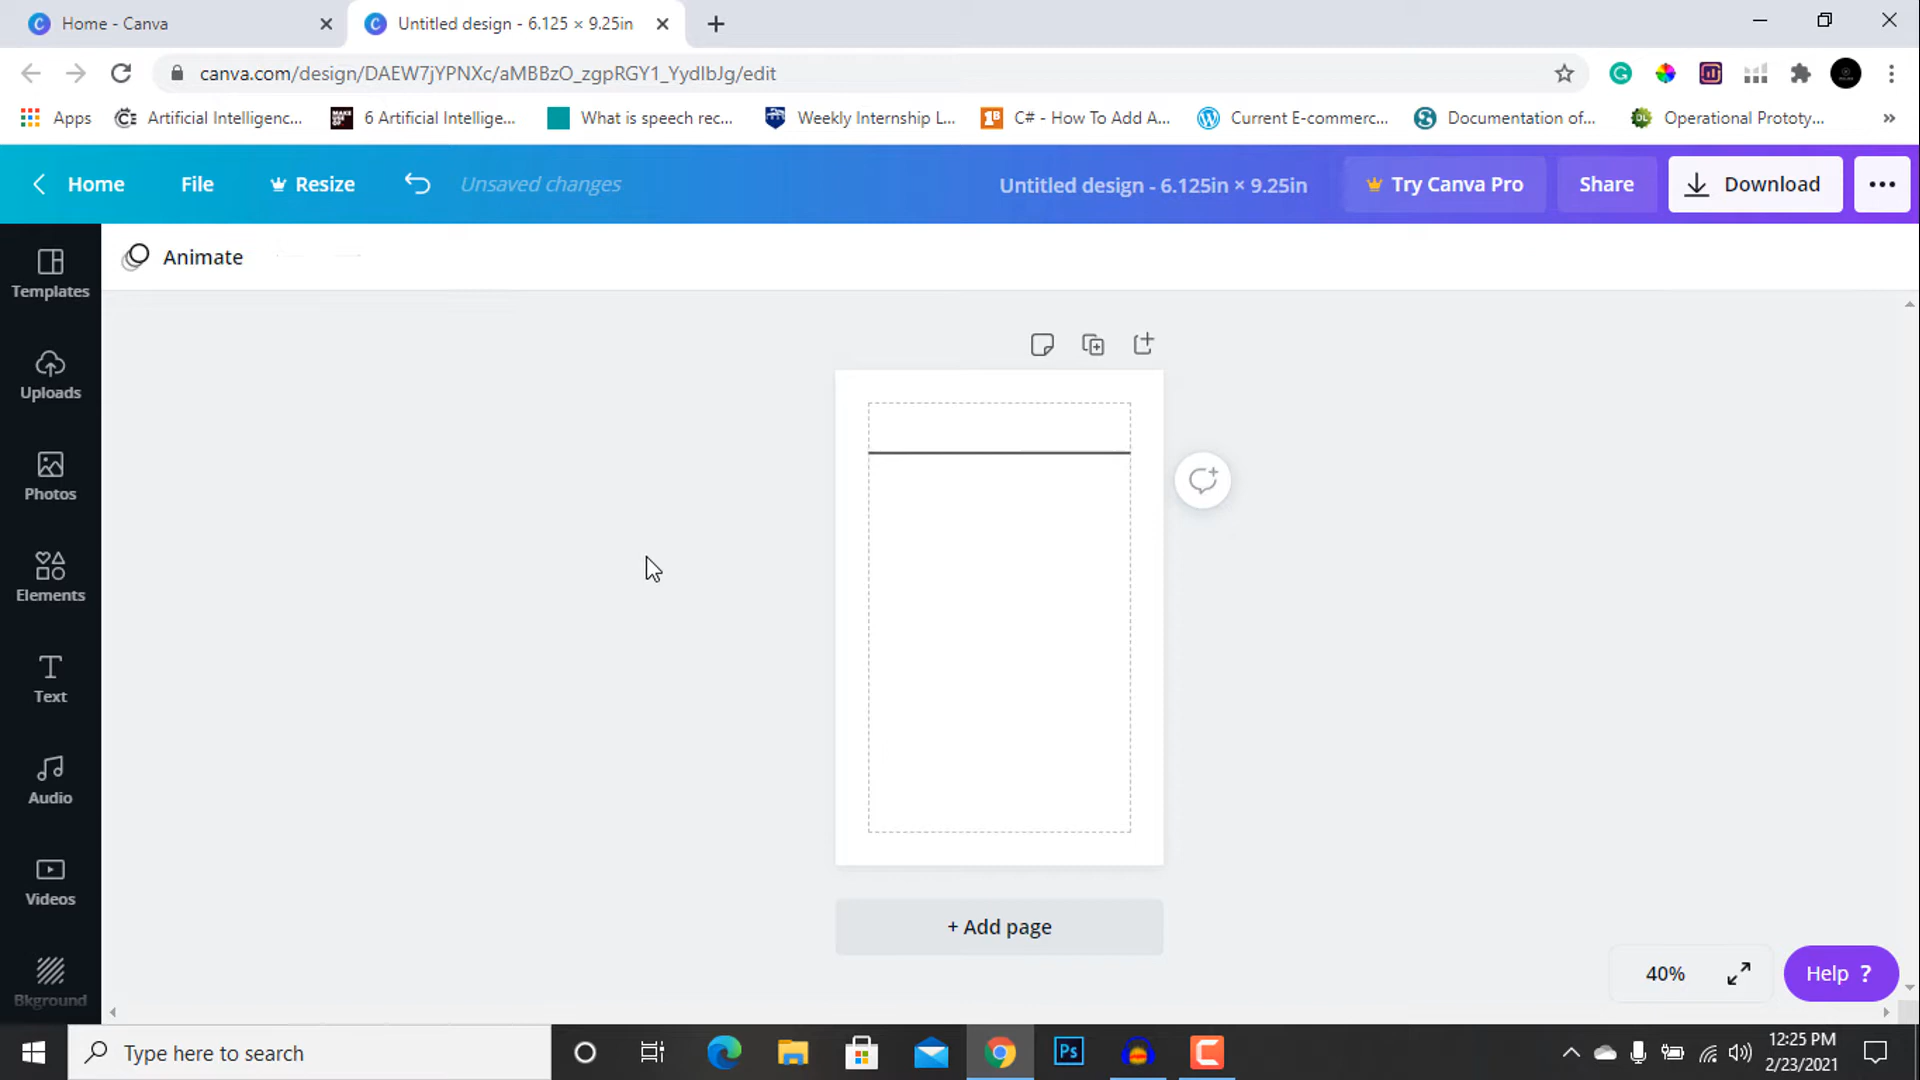 Home - Canva
Untitled design - 6.125 × 9.25in
canva.com/design/DAEW7jYPNXc/aMBBzO_zgpRGY1_YydIbJg/edit
Apps
Artificial Intelligenc...
6 Artificial Intellige...
What is speech rec...
Weekly Internship L...
C# - How To Add A...
Current E-commerc...
Documentation of...
Operational Prototy...
Home
File
Resize
Unsaved changes
Untitled design - 6.125in × 9.25in
Try Canva Pro
Share
Download
Animate
Templates
Uploads
Photos
Elements
Text
Audio
Videos
Bkground
+ Add page
40%
Help ?
Type here to search
Ps
12:25 PM
2/23/2021